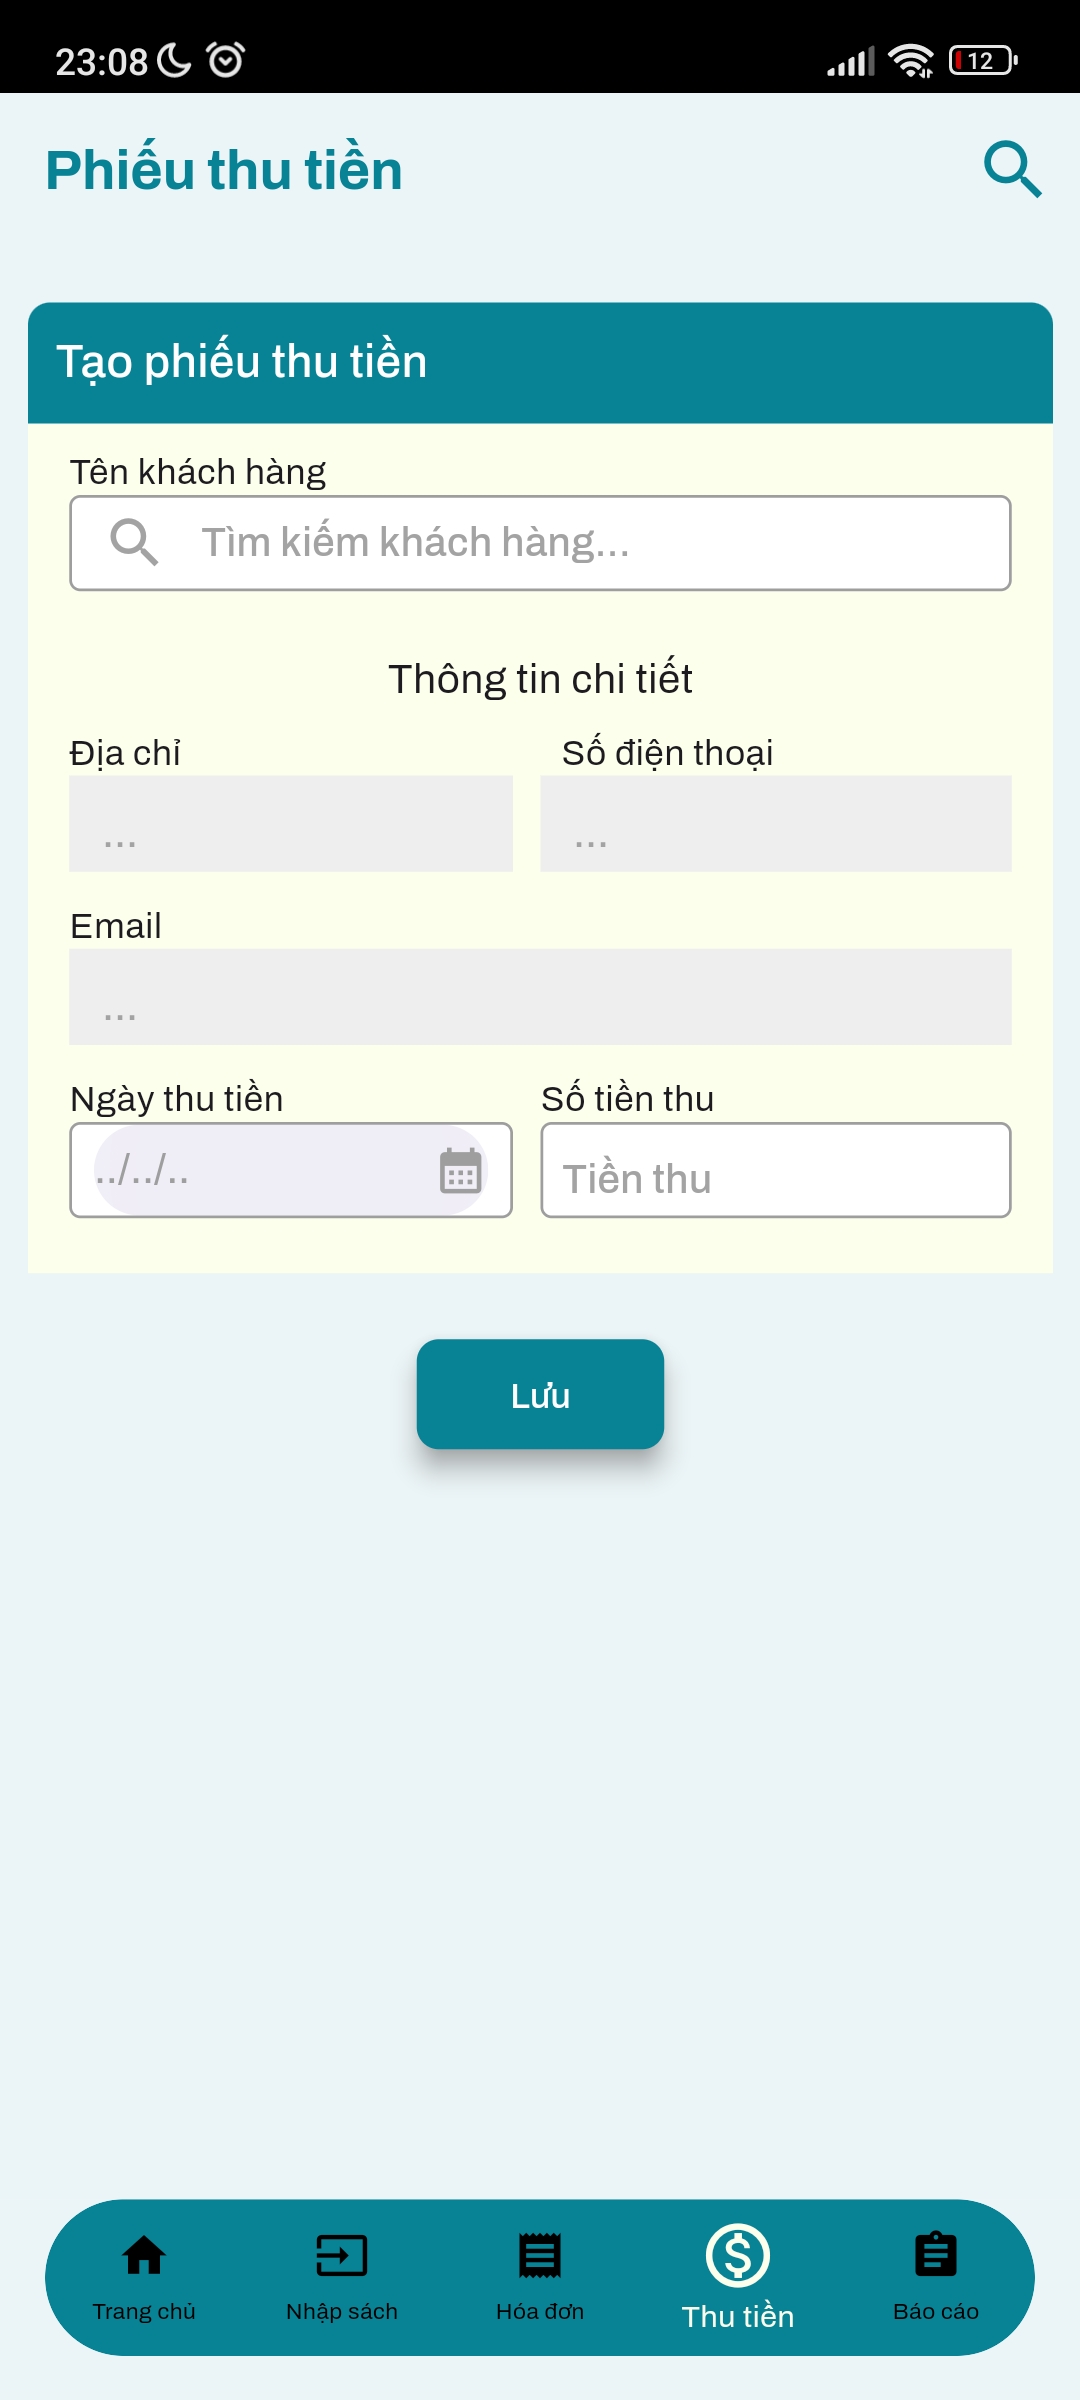 23:08 12
Phiếu thu tiền
Tạo phiếu thu tiền
Tên khách hàng
Tìm kiếm khách hàng...
Thông tin chi tiết
Địa chỉ Số điện thoại
... ...
Email
...
Ngày thu tiền Số tiền thu
../../.. Tiền thu
Lưu
Trang chủ Nhập sách Hóa đơn Thu tiền Báo cáo